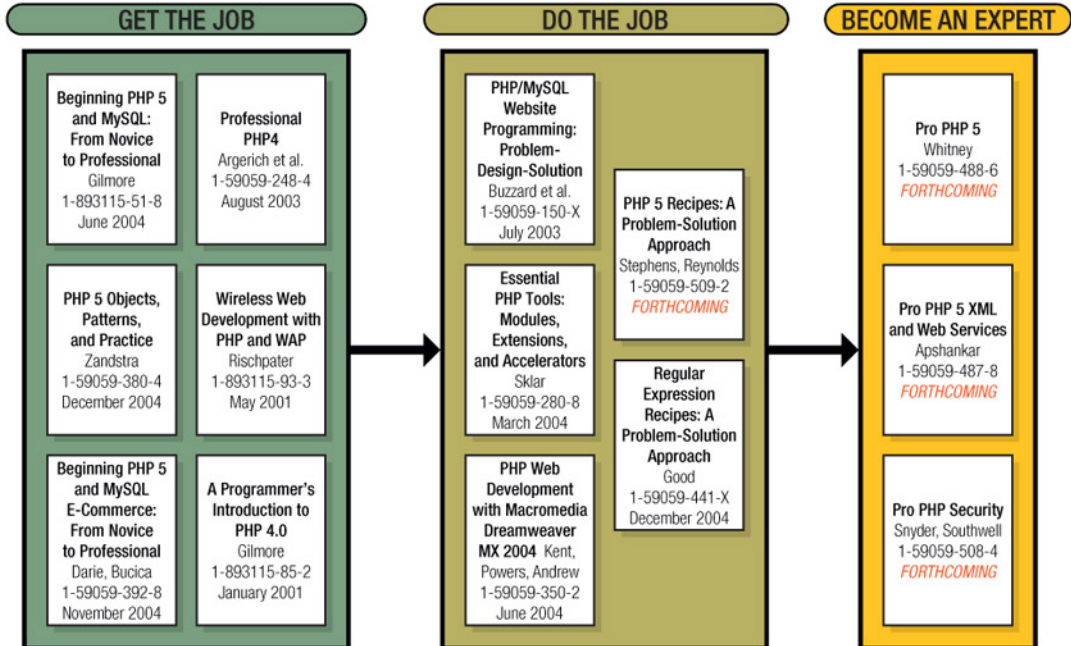 GET THE JOB
Beginning PHP 5
and MySQL:
From Novice
to Professional
Gilmore
1-893115-51-8
June 2004
Professional
PHP4
Argerich et al.
1-59059-248-4
August 2003
PHP 5 Objects,
Patterns,
and Practice
Zandstra
1-59059-380-4
December 2004
Wireless Web
Development with
PHP and WAP
Rischpater
1-893115-93-3
May 2001
Beginning PHP 5
and MySQL
E-Commerce:
From Novice
to Professional
Darie, Bucica
1-59059-392-8
November 2004
A Programmer's
Introduction to
PHP 4.0
Gilmore
1-893115-85-2
January 2001
DO THE JOB
PHP/MySQL
Website
Programming:
Problem-
Design-Solution
Buzzard et al.
1-59059-150-X
July 2003
Essential
PHP Tools:
Modules,
Extensions,
and Accelerators
Sklar
1-59059-280-8
March 2004
PHP Web
Development
with Macromedia
Dreamweaver
MX 2004 Kent,
Powers, Andrew
1-59059-350-2
June 2004
PHP 5 Recipes: A
Problem-Solution
Approach
Stephens, Reynolds
1-59059-509-2
FORTHCOMING
Regular
Expression
Recipes: A
Problem-Solution
Approach
Good
1-59059-441-X
December 2004
BECOME AN EXPERT
Pro PHP 5
Whitney
1-59059-488-6
FORTHCOMING
Pro PHP 5 XML
and Web Services
Apshankar
1-59059-487-8
FORTHCOMING
Pro PHP Security
Snyder, Southwell
1-59059-508-4
FORTHCOMING